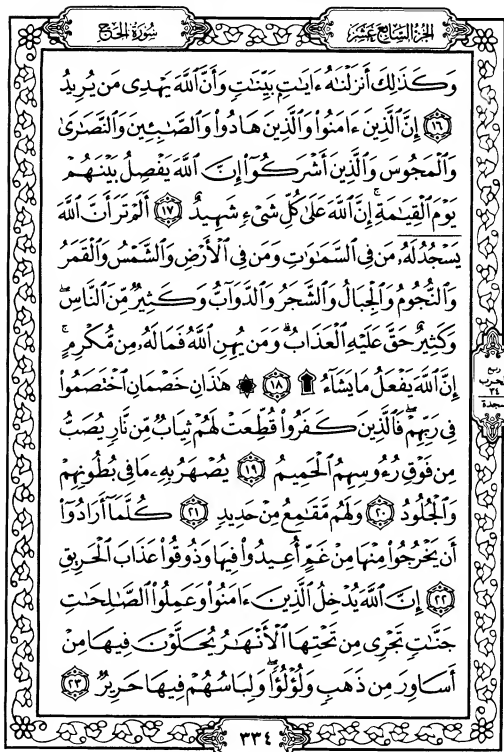 الجزء السابع عشر
سورة الحج
وَكَذَٰلِكَ أَنزَلْنَٰهُ ءَايَٰتٍۭ بَيِّنَٰتٍ وَأَنَّ ٱللَّهَ يَهْدِى مَن يُرِيدُ
١٦ إِنَّ ٱلَّذِينَ ءَامَنُوا۟ وَٱلَّذِينَ هَادُوا۟ وَٱلصَّٰبِـِٔينَ وَٱلنَّصَٰرَىٰ
وَٱلْمَجُوسَ وَٱلَّذِينَ أَشْرَكُوٓا۟ إِنَّ ٱللَّهَ يَفْصِلُ بَيْنَهُمْ
يَوْمَ ٱلْقِيَٰمَةِ ۚ إِنَّ ٱللَّهَ عَلَىٰ كُلِّ شَىْءٍ شَهِيدٌ ١٧ أَلَمْ تَرَ أَنَّ ٱللَّهَ
يَسْجُدُ لَهُۥ مَن فِى ٱلسَّمَٰوَٰتِ وَمَن فِى ٱلْأَرْضِ وَٱلشَّمْسُ وَٱلْقَمَرُ
وَٱلنُّجُومُ وَٱلْجِبَالُ وَٱلشَّجَرُ وَٱلدَّوَآبُّ وَكَثِيرٌ مِّنَ ٱلنَّاسِ ۖ
وَكَثِيرٌ حَقَّ عَلَيْهِ ٱلْعَذَابُ ۗ وَمَن يُهِنِ ٱللَّهُ فَمَا لَهُۥ مِن مُّكْرِمٍ ۚ
إِنَّ ٱللَّهَ يَفْعَلُ مَا يَشَآءُ ۩ ١٨ ۞ هَٰذَانِ خَصْمَانِ ٱخْتَصَمُوا۟
فِى رَبِّهِمْ ۖ فَٱلَّذِينَ كَفَرُوا۟ قُطِّعَتْ لَهُمْ ثِيَابٌ مِّن نَّارٍ يُصَبُّ
مِن فَوْقِ رُءُوسِهِمُ ٱلْحَمِيمُ ١٩ يُصْهَرُ بِهِۦ مَا فِى بُطُونِهِمْ
وَٱلْجُلُودُ ٢٠ وَلَهُم مَّقَٰمِعُ مِنْ حَدِيدٍ ٢١ كُلَّمَآ أَرَادُوٓا۟
أَن يَخْرُجُوا۟ مِنْهَا مِنْ غَمٍّ أُعِيدُوا۟ فِيهَا وَذُوقُوا۟ عَذَابَ ٱلْحَرِيقِ
٢٢ إِنَّ ٱللَّهَ يُدْخِلُ ٱلَّذِينَ ءَامَنُوا۟ وَعَمِلُوا۟ ٱلصَّٰلِحَٰتِ
جَنَّٰتٍ تَجْرِى مِن تَحْتِهَا ٱلْأَنْهَٰرُ يُحَلَّوْنَ فِيهَا مِنْ
أَسَاوِرَ مِن ذَهَبٍ وَلُؤْلُؤًا ۖ وَلِبَاسُهُمْ فِيهَا حَرِيرٌ ٢٣
ربع
الحزب
٣٤
سجدة
٣٣٤